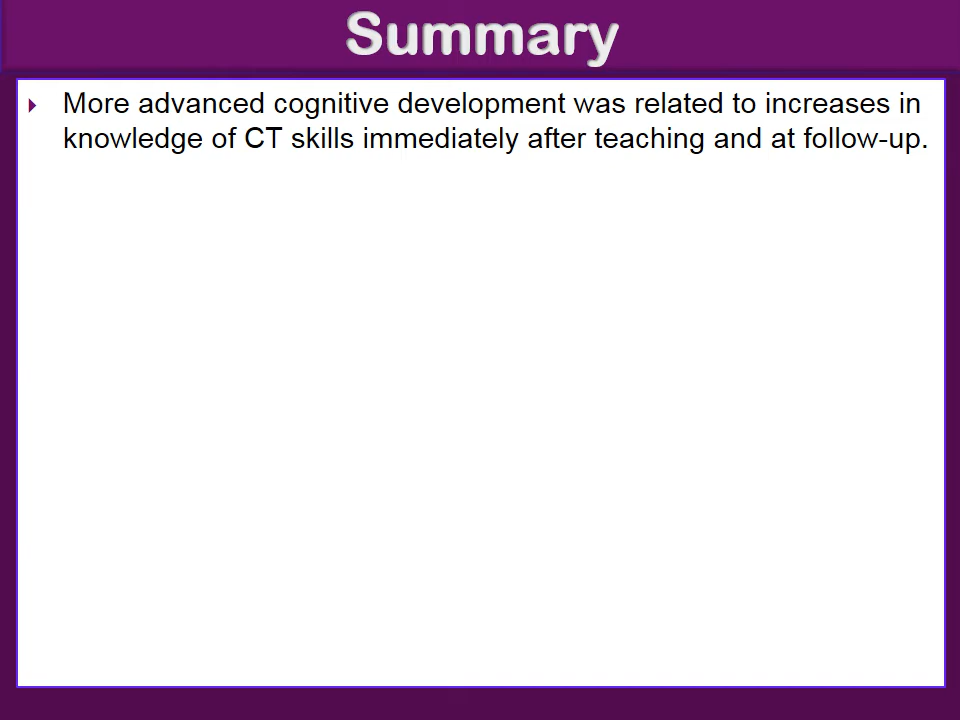 Summary
More advanced cognitive development was related to increases in
knowledge of CT skills immediately after teaching and at follow-up.